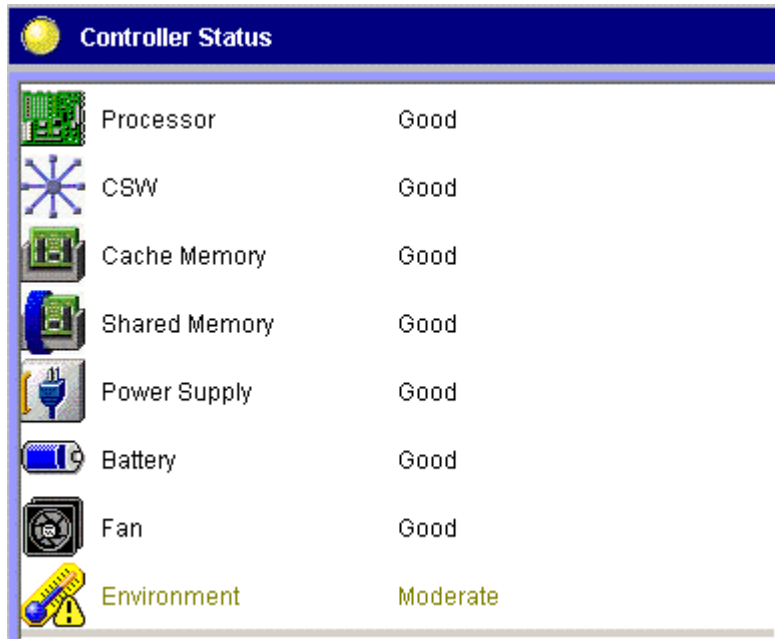 Controller Status
Processor Good
CSW Good
Cache Memory Good
Shared Memory Good
Power Supply Good
Battery Good
Fan Good
Environment Moderate